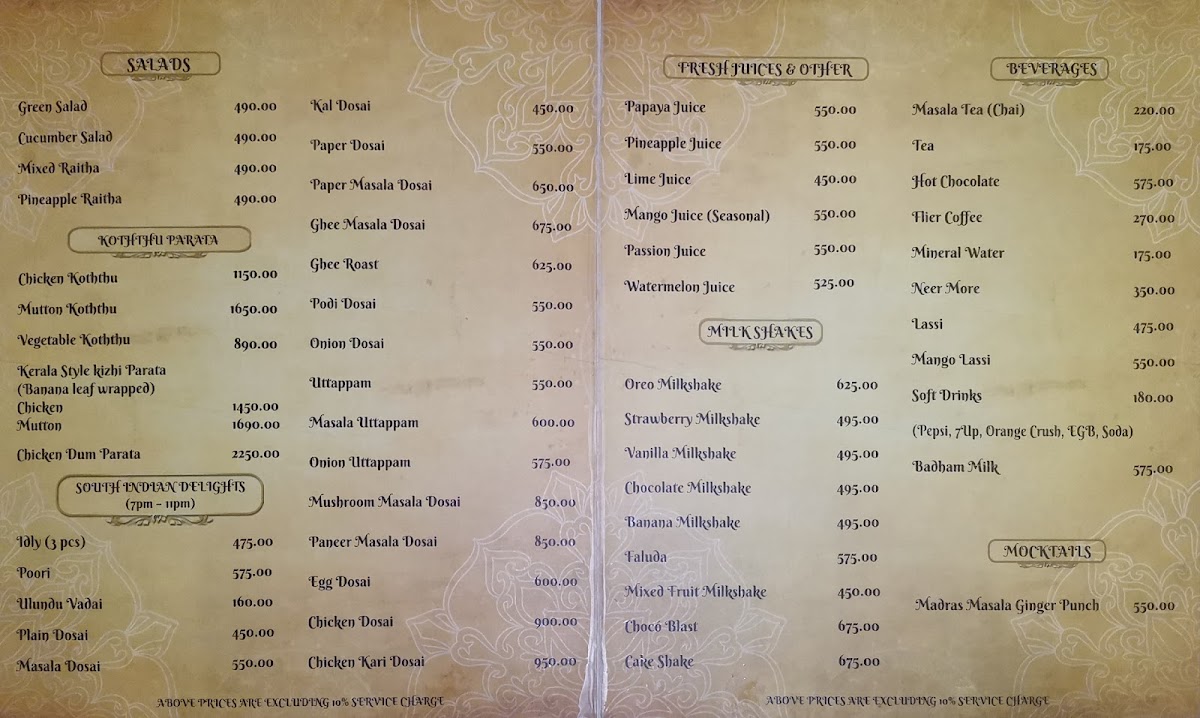 SALADS
Green Salad 490.00
Cucumber Salad 490.00
Mixed Raitha 490.00
Pineapple Raitha 490.00
KOTHTHU PARATA
Chicken Koththu 1150.00
Mutton Koththu 1650.00
Vegetable Koththu 890.00
Kerala Style kizhi Parata
(Banana leaf wrapped)
Chicken 1450.00
Mutton 1690.00
Chicken Dum Parata 2250.00
SOUTH INDIAN DELIGHTS
(7pm - 11pm)
Idly (3 pcs) 475.00
Poori 575.00
Ulundu Vadai 160.00
Plain Dosai 450.00
Masala Dosai 550.00
Kal Dosai 450.00
Paper Dosai 550.00
Paper Masala Dosai 650.00
Ghee Masala Dosai 675.00
Ghee Roast 625.00
Podi Dosai 550.00
Onion Dosai 550.00
Uttappam 550.00
Masala Uttappam 600.00
Onion Uttappam 575.00
Mushroom Masala Dosai 850.00
Paneer Masala Dosai 850.00
Egg Dosai 600.00
Chicken Dosai 900.00
Chicken Kari Dosai 950.00
ABOVE PRICES ARE EXCLUDING 10% SERVICE CHARGE
FRESH JUICES & OTHER
Papaya Juice 550.00
Pineapple Juice 550.00
Lime Juice 450.00
Mango Juice (Seasonal) 550.00
Passion Juice 550.00
Watermelon Juice 525.00
MILK SHAKES
Oreo Milkshake 625.00
Strawberry Milkshake 495.00
Vanilla Milkshake 495.00
Chocolate Milkshake 495.00
Banana Milkshake 495.00
Faluda 575.00
Mixed Fruit Milkshake 450.00
Chocó Blast 675.00
Cake Shake 675.00
BEVERAGES
Masala Tea (Chai) 220.00
Tea 175.00
Hot Chocolate 575.00
Flier Coffee 270.00
Mineral Water 175.00
Neer More 350.00
Lassi 475.00
Mango Lassi 550.00
Soft Drinks 180.00
(Pepsi, 7Up, Orange Crush, EGB, Soda)
Badham Milk 575.00
MOCKTAILS
Madras Masala Ginger Punch 550.00
ABOVE PRICES ARE EXCLUDING 10% SERVICE CHARGE